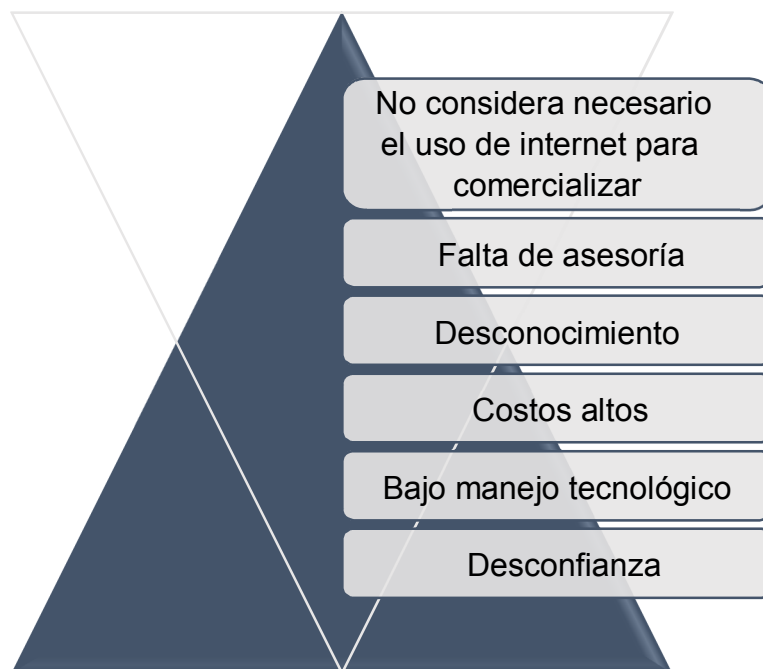 No considera necesario
el uso de internet para
comercializar
Falta de asesoría
Desconocimiento
Costos altos
Bajo manejo tecnológico
Desconfianza